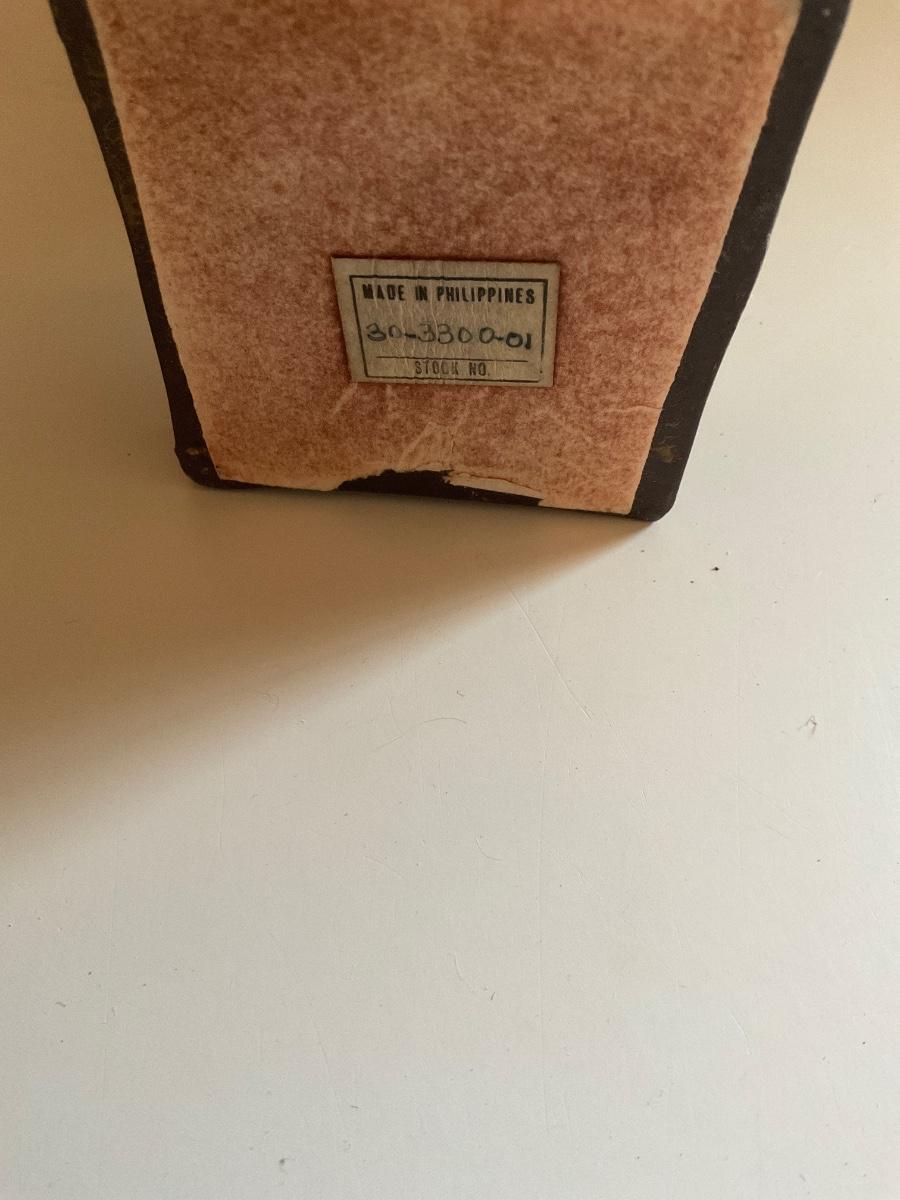 MADE IN PHILIPPINES
30-3300-01
STOCK NO.